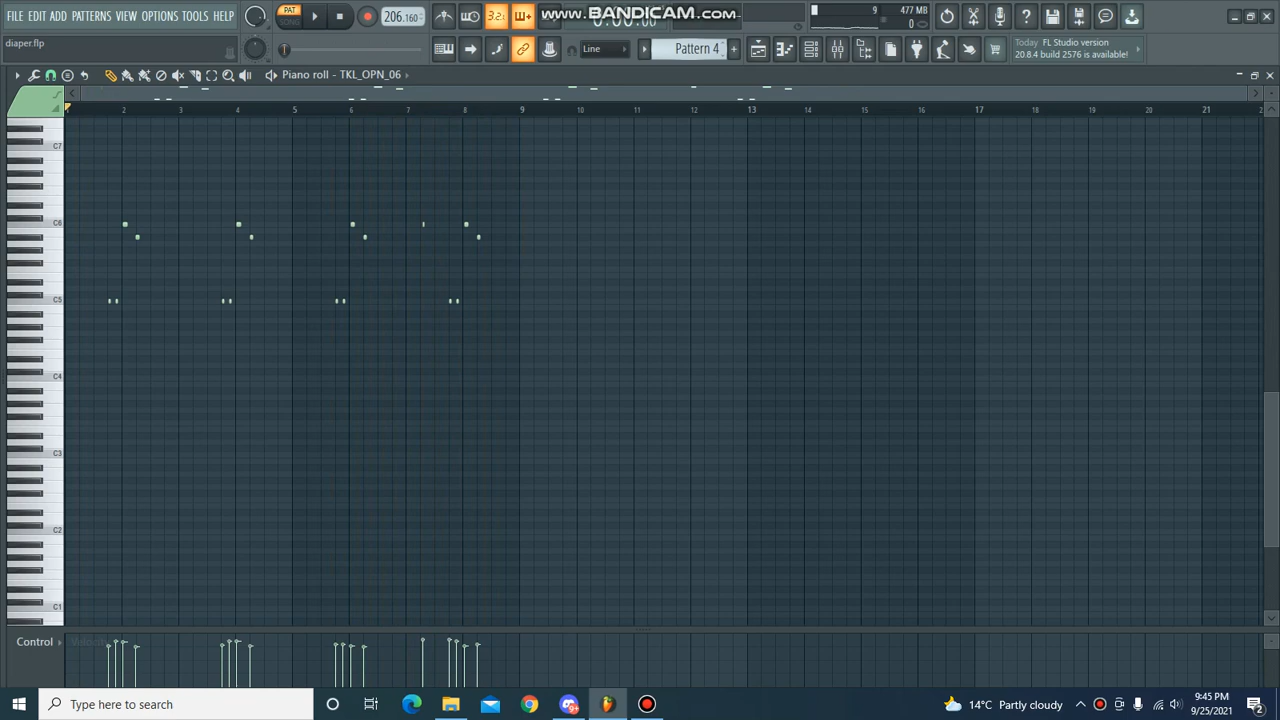 FILE EDIT ADD PATTERNS VIEW OPTIONS TOOLS HELP
PAT
SONG
206.160
32.
www.BANDICAM.com
9
477 MB
0
diaper.flp
Line
Pattern 4
Today FL Studio version
20.8.4 build 2576 is available!
Piano roll - TKL_OPN_06
2 3 4 5 6 7 8 9 10 11 12 13 14 15 16 17 18 19 20 21
C7
C6
C5
C4
C3
C2
C1
Control
Velocity
Type here to search
14°C Partly cloudy
9:45 PM
9/25/2021
2